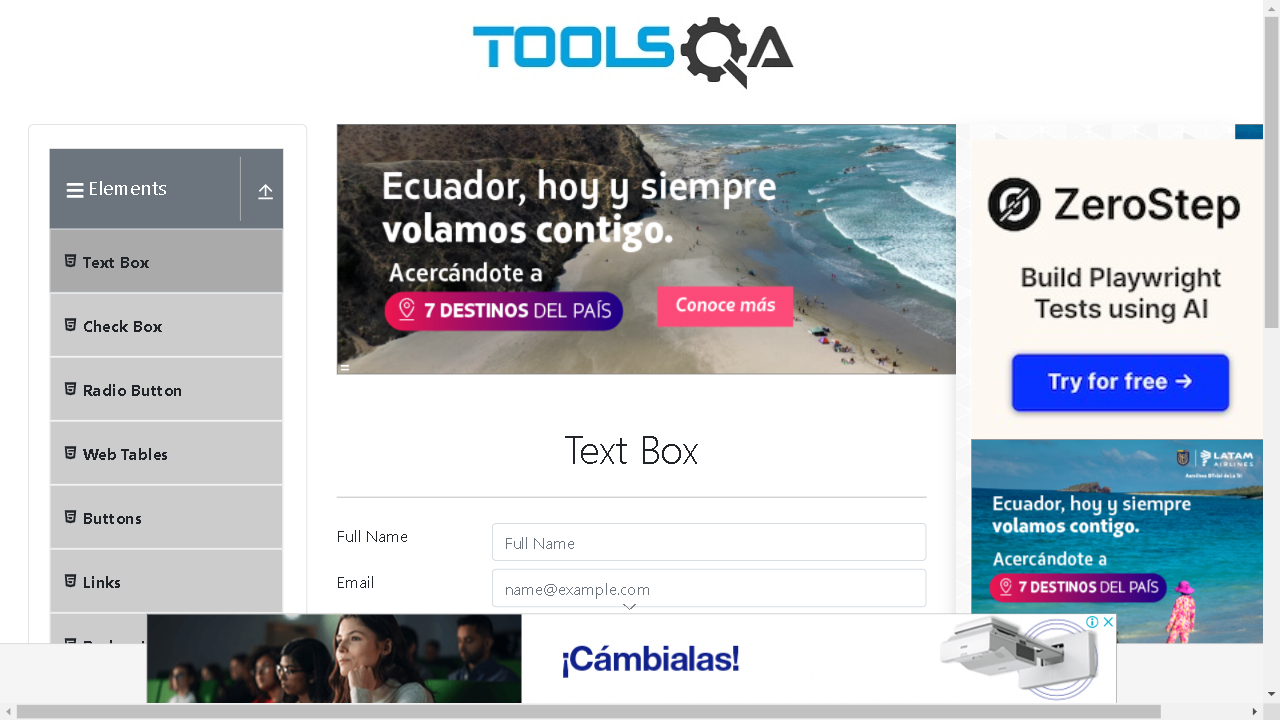 TOOLSQA
Elements
Text Box
Check Box
Radio Button
Web Tables
Buttons
Links
Ecuador, hoy y siempre
volamos contigo.
Acercándote a
7 DESTINOS DEL PAÍS
Conoce más
Text Box
Full Name
Full Name
Email
name@example.com
ZeroStep
Build Playwright
Tests using AI
Try for free →
LATAM
AIRLINES
Ecuador, hoy y siempre
volamos contigo.
Acercándote a
7 DESTINOS DEL PAÍS
¡Cámbialas!